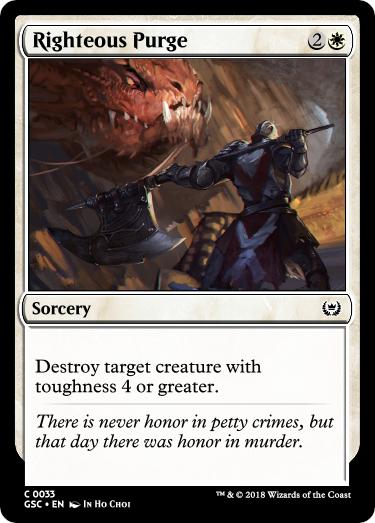 Righteous Purge 2
Sorcery
Destroy target creature with
toughness 4 or greater.
There is never honor in petty crimes, but
that day there was honor in murder.
C 0033
GSC • EN In Ho Choi
™ & © 2018 Wizards of the Coast